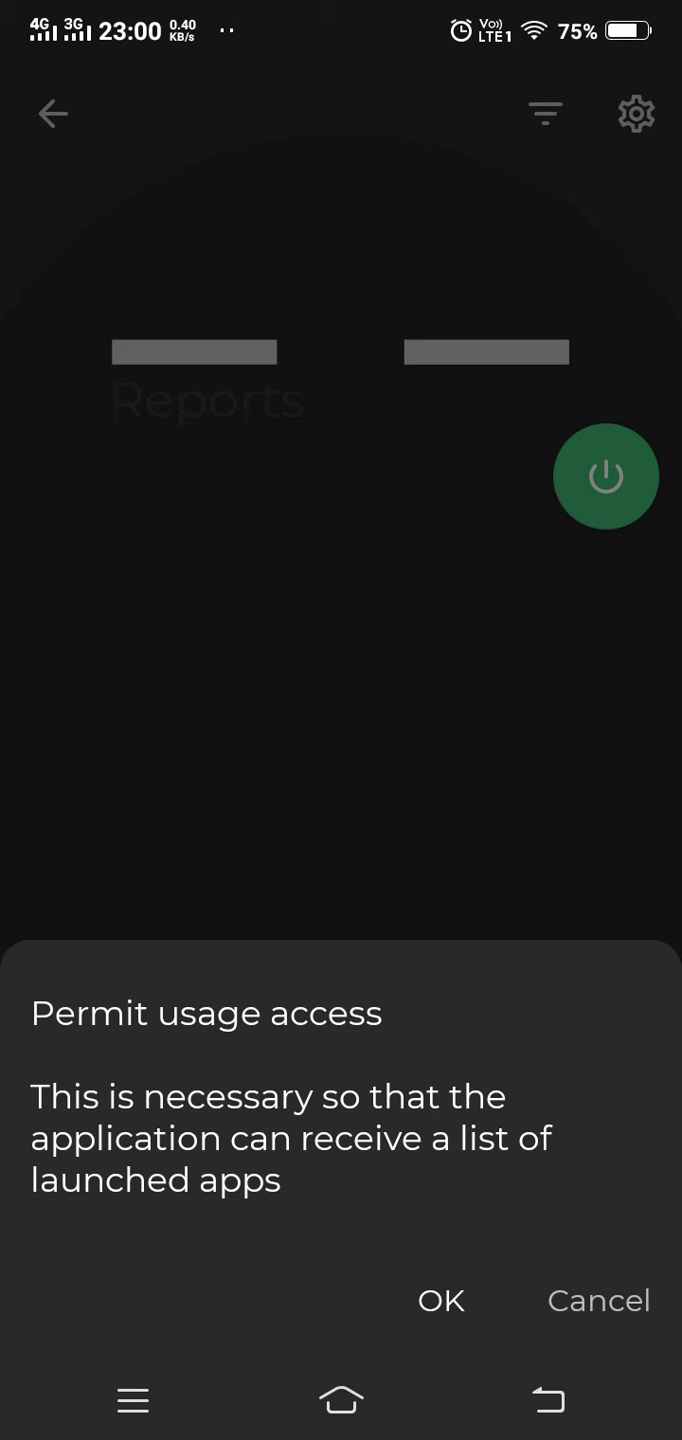 4G 3G 23:00 0.40 KB/s .. Vo)) LTE1 75%
Reports
Permit usage access
This is necessary so that the
application can receive a list of
launched apps
OK Cancel